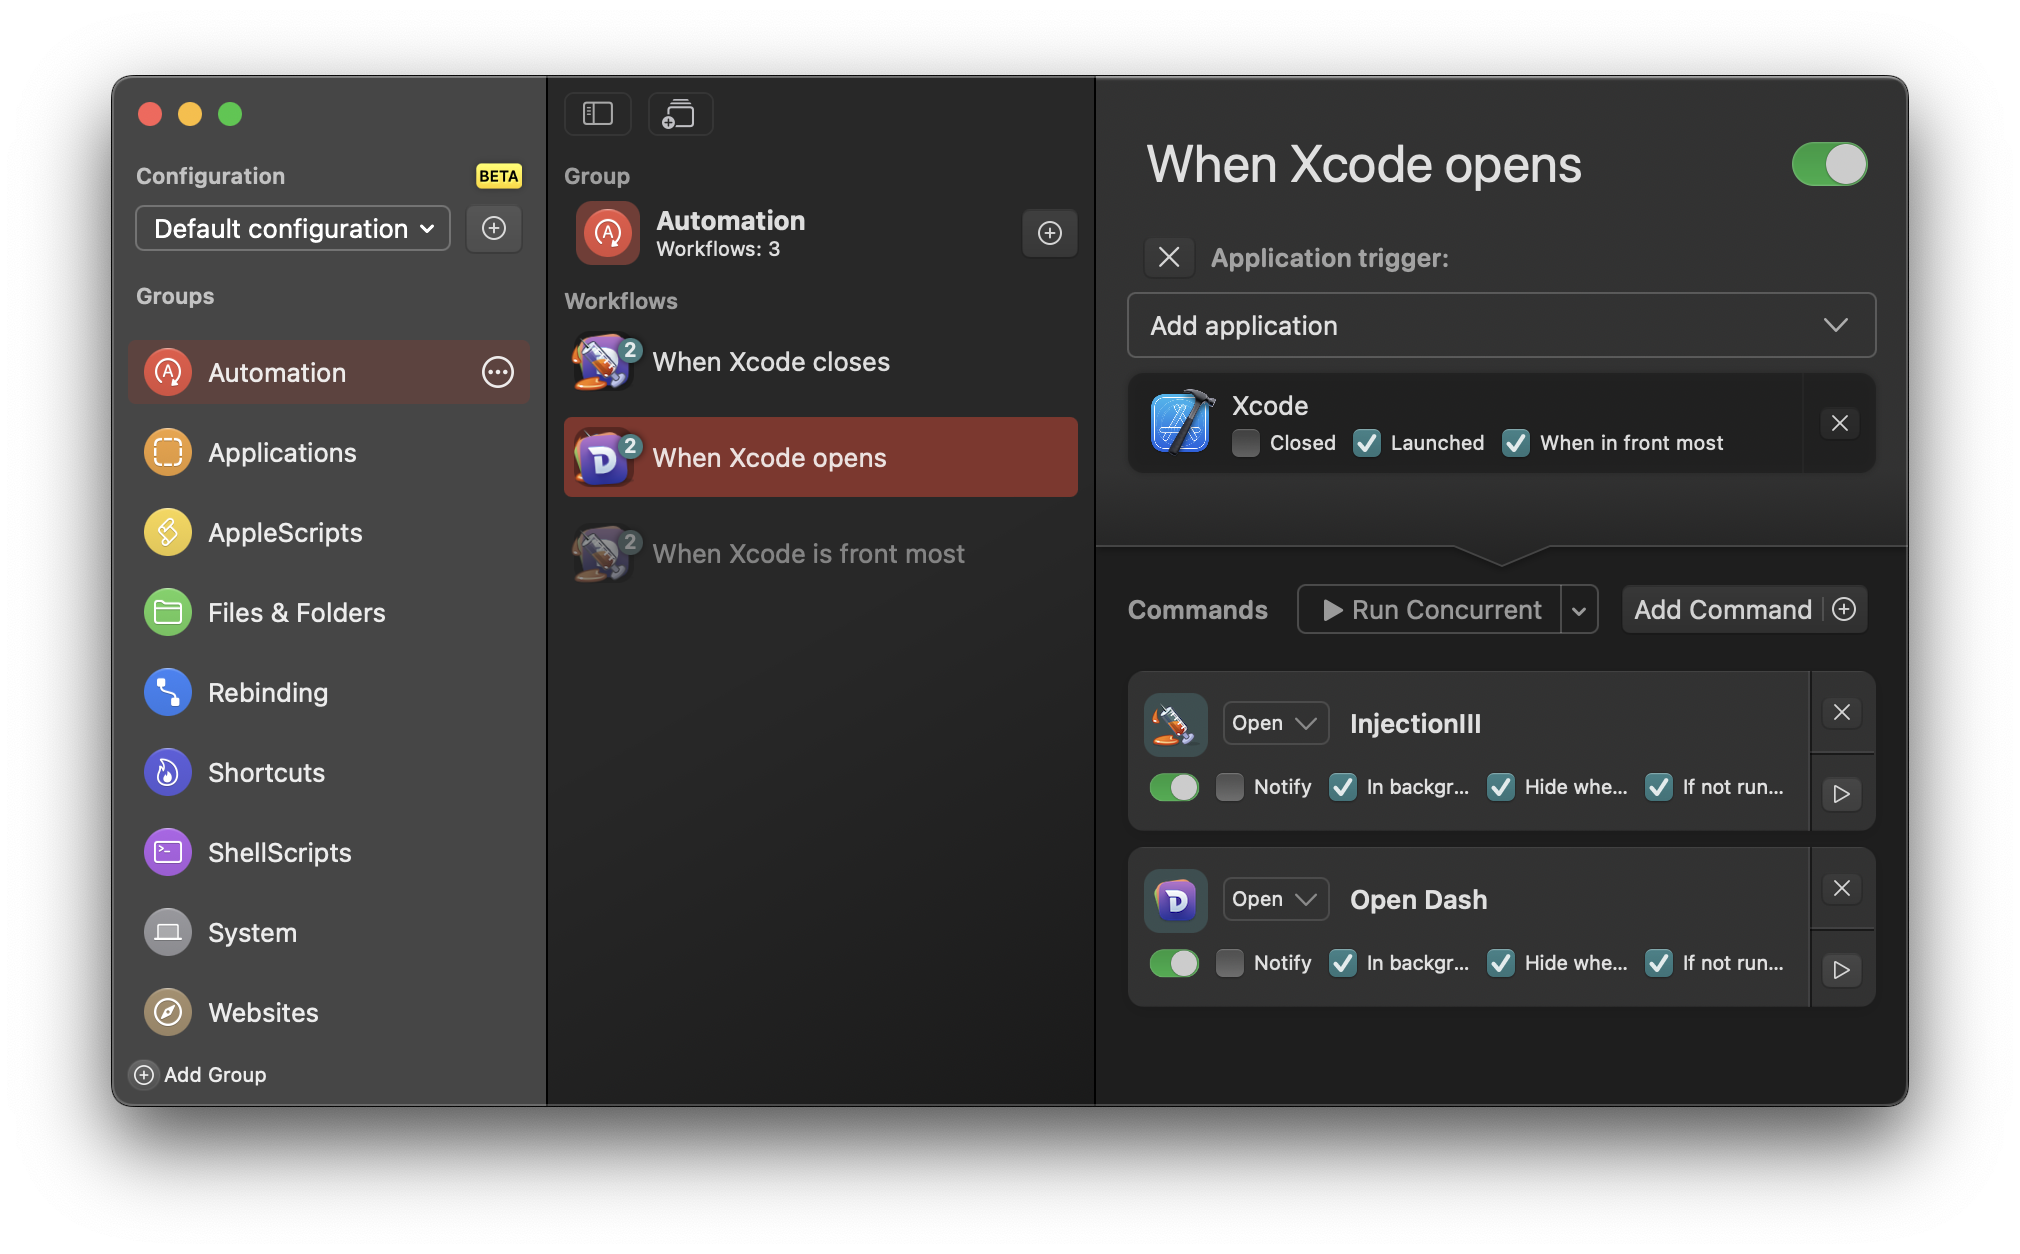 Configuration
BETA
Default configuration
Groups
Automation
Applications
AppleScripts
Files & Folders
Rebinding
Shortcuts
ShellScripts
System
Websites
Add Group
Group
Automation
Workflows: 3
Workflows
2
When Xcode closes
2
When Xcode opens
2
When Xcode is front most
When Xcode opens
Application trigger:
Add application
Xcode
Closed Launched When in front most
Commands Run Concurrent Add Command
Open InjectionIII
Notify In backgr... Hide whe... If not run...
Open Open Dash
Notify In backgr... Hide whe... If not run...